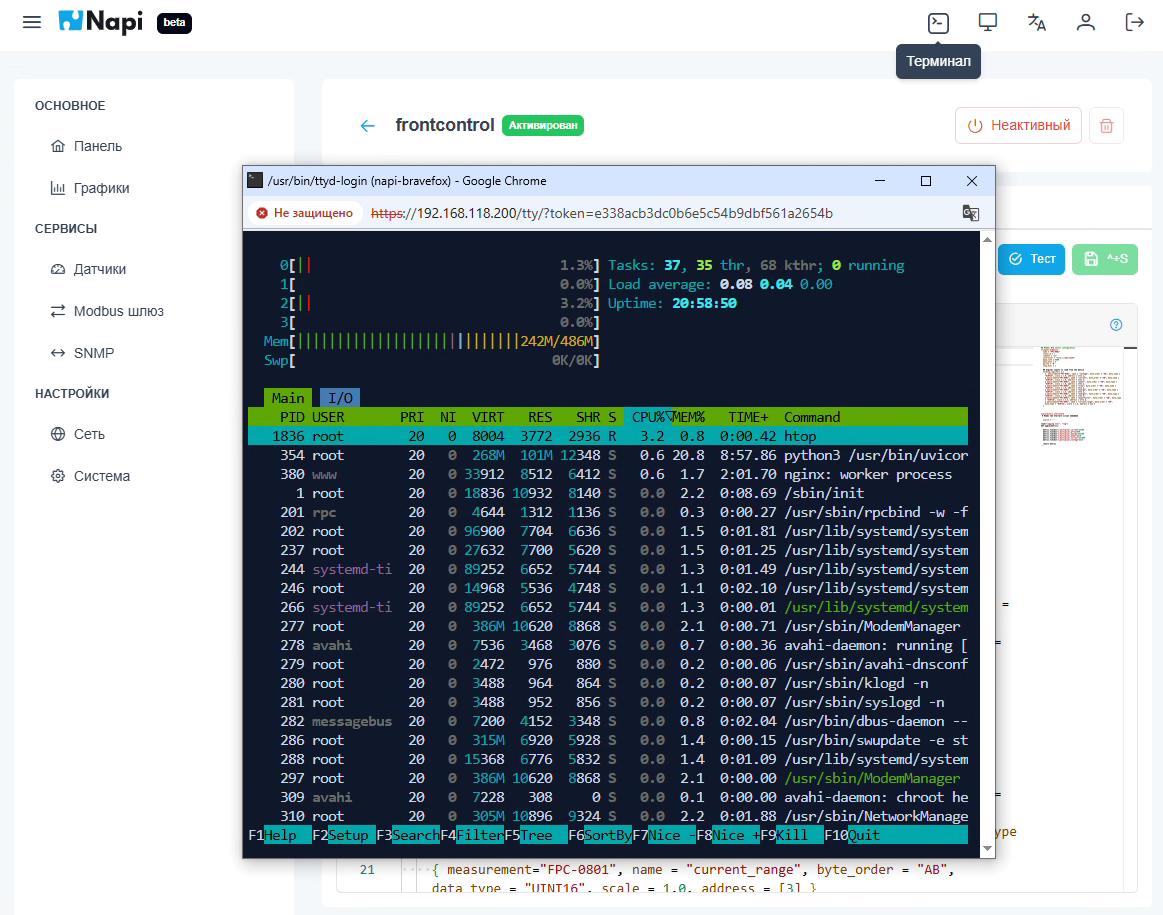 Napi beta
Терминал
ОСНОВНОЕ
Панель
Графики
СЕРВИСЫ
Датчики
Modbus шлюз
SNMP
НАСТРОЙКИ
Сеть
Система
frontcontrol Активирован
Неактивный
Тест
^+S
/usr/bin/ttyd-login (napi-bravefox) - Google Chrome
Не защищено https://192.168.118.200/tty/?token=e338acb3dc0b6e5c54b9dbf561a2654b
0[|| 1.3%] Tasks: 37, 35 thr, 68 kthr; 0 running
1[ 0.0%] Load average: 0.08 0.04 0.00
2[|| 3.2%] Uptime: 20:58:50
3[ 0.0%]
Mem[||||||||||||||||||||||||||||242M/486M]
Swp[ 0K/0K]
Main I/O
PID USER PRI NI VIRT RES SHR S CPU%▽MEM% TIME+ Command
1836 root 20 0 8004 3772 2936 R 3.2 0.8 0:00.42 htop
354 root 20 0 268M 101M 12348 S 0.6 20.8 8:57.86 python3 /usr/bin/uvicor
380 www 20 0 33912 8512 6412 S 0.6 1.7 2:01.70 nginx: worker process
1 root 20 0 18836 10932 8140 S 0.0 2.2 0:08.69 /sbin/init
201 rpc 20 0 4644 1312 1136 S 0.0 0.3 0:00.27 /usr/sbin/rpcbind -w -f
202 root 20 0 96900 7704 6636 S 0.0 1.5 0:01.81 /usr/lib/systemd/system
237 root 20 0 27632 7700 5620 S 0.0 1.5 0:01.25 /usr/lib/systemd/system
244 systemd-ti 20 0 89252 6652 5744 S 0.0 1.3 0:01.49 /usr/lib/systemd/system
246 root 20 0 14968 5536 4748 S 0.0 1.1 0:02.10 /usr/lib/systemd/system
266 systemd-ti 20 0 89252 6652 5744 S 0.0 1.3 0:00.01 /usr/lib/systemd/system
277 root 20 0 386M 10620 8868 S 0.0 2.1 0:00.71 /usr/sbin/ModemManager
278 avahi 20 0 7536 3468 3076 S 0.0 0.7 0:00.36 avahi-daemon: running [
279 root 20 0 2472 976 880 S 0.0 0.2 0:00.06 /usr/sbin/avahi-dnsconf
280 root 20 0 3488 964 864 S 0.0 0.2 0:00.07 /usr/sbin/klogd -n
281 root 20 0 3488 952 856 S 0.0 0.2 0:00.07 /usr/sbin/syslogd -n
282 messagebus 20 0 7200 4152 3348 S 0.0 0.8 0:02.04 /usr/bin/dbus-daemon --
286 root 20 0 315M 6920 5928 S 0.0 1.4 0:00.15 /usr/bin/swupdate -e st
288 root 20 0 15368 6776 5832 S 0.0 1.4 0:01.09 /usr/lib/systemd/system
297 root 20 0 386M 10620 8868 S 0.0 2.1 0:00.00 /usr/sbin/ModemManager
309 avahi 20 0 7228 308 0 S 0.0 0.1 0:00.00 avahi-daemon: chroot he
310 root 20 0 305M 10896 9324 S 0.0 2.2 0:01.88 /usr/sbin/NetworkManage
F1Help F2Setup F3SearchF4FilterF5Tree F6SortByF7Nice -F8Nice +F9Kill F10Quit
=
=
=
ype
21 { measurement="FPC-0801", name = "current_range", byte_order = "AB",
data_type = "UINT16", scale = 1.0, address = [3] }